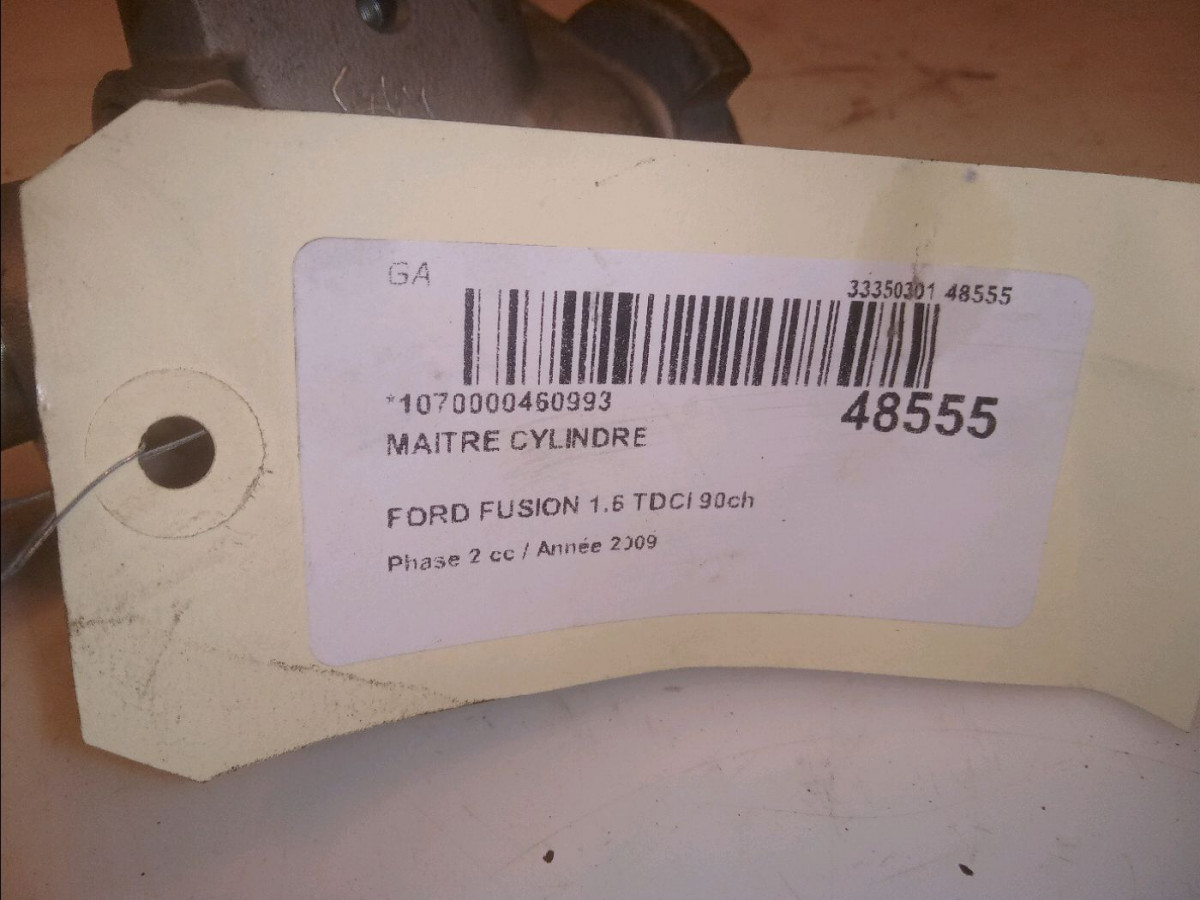 GA
33350301 48555
*1070000460993
48555
MAITRE CYLINDRE
FORD FUSION 1.6 TDCI 90ch
Phase 2 cc / Année 2009